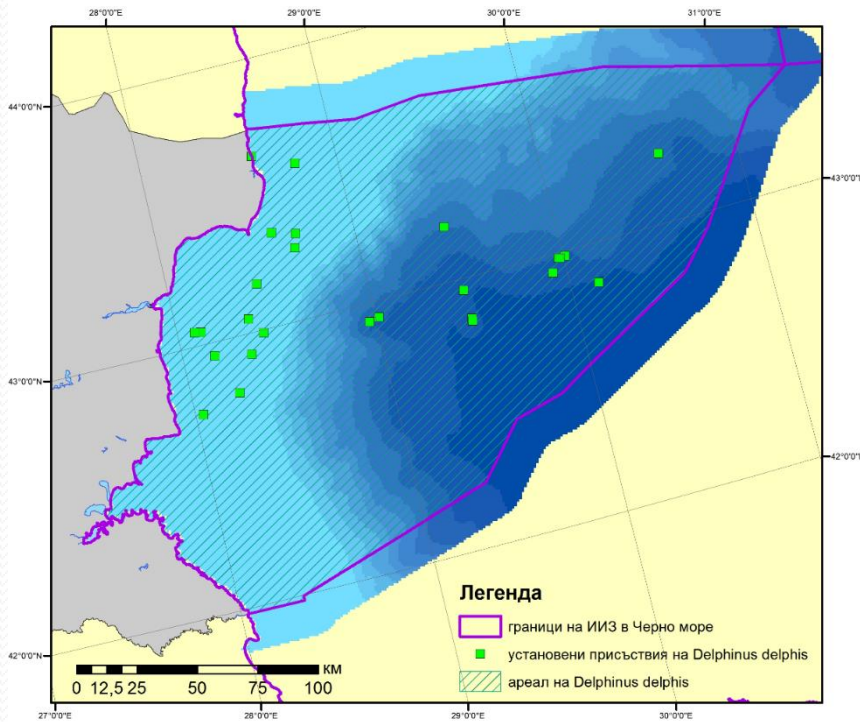 28°0'0"E
29°0'0"E
30°0'0"E
31°0'0"E
44°0'0"N
43°0'0"N
43°0'0"N
42°0'0"N
42°0'0"N
Легенда
граници на ИИЗ в Черно море
установени присъствия на Delphinus delphis
ареал на Delphinus delphis
КМ
0 12,5 25 50 75 100
27°0'0"E
28°0'0"E
29°0'0"E
30°0'0"E